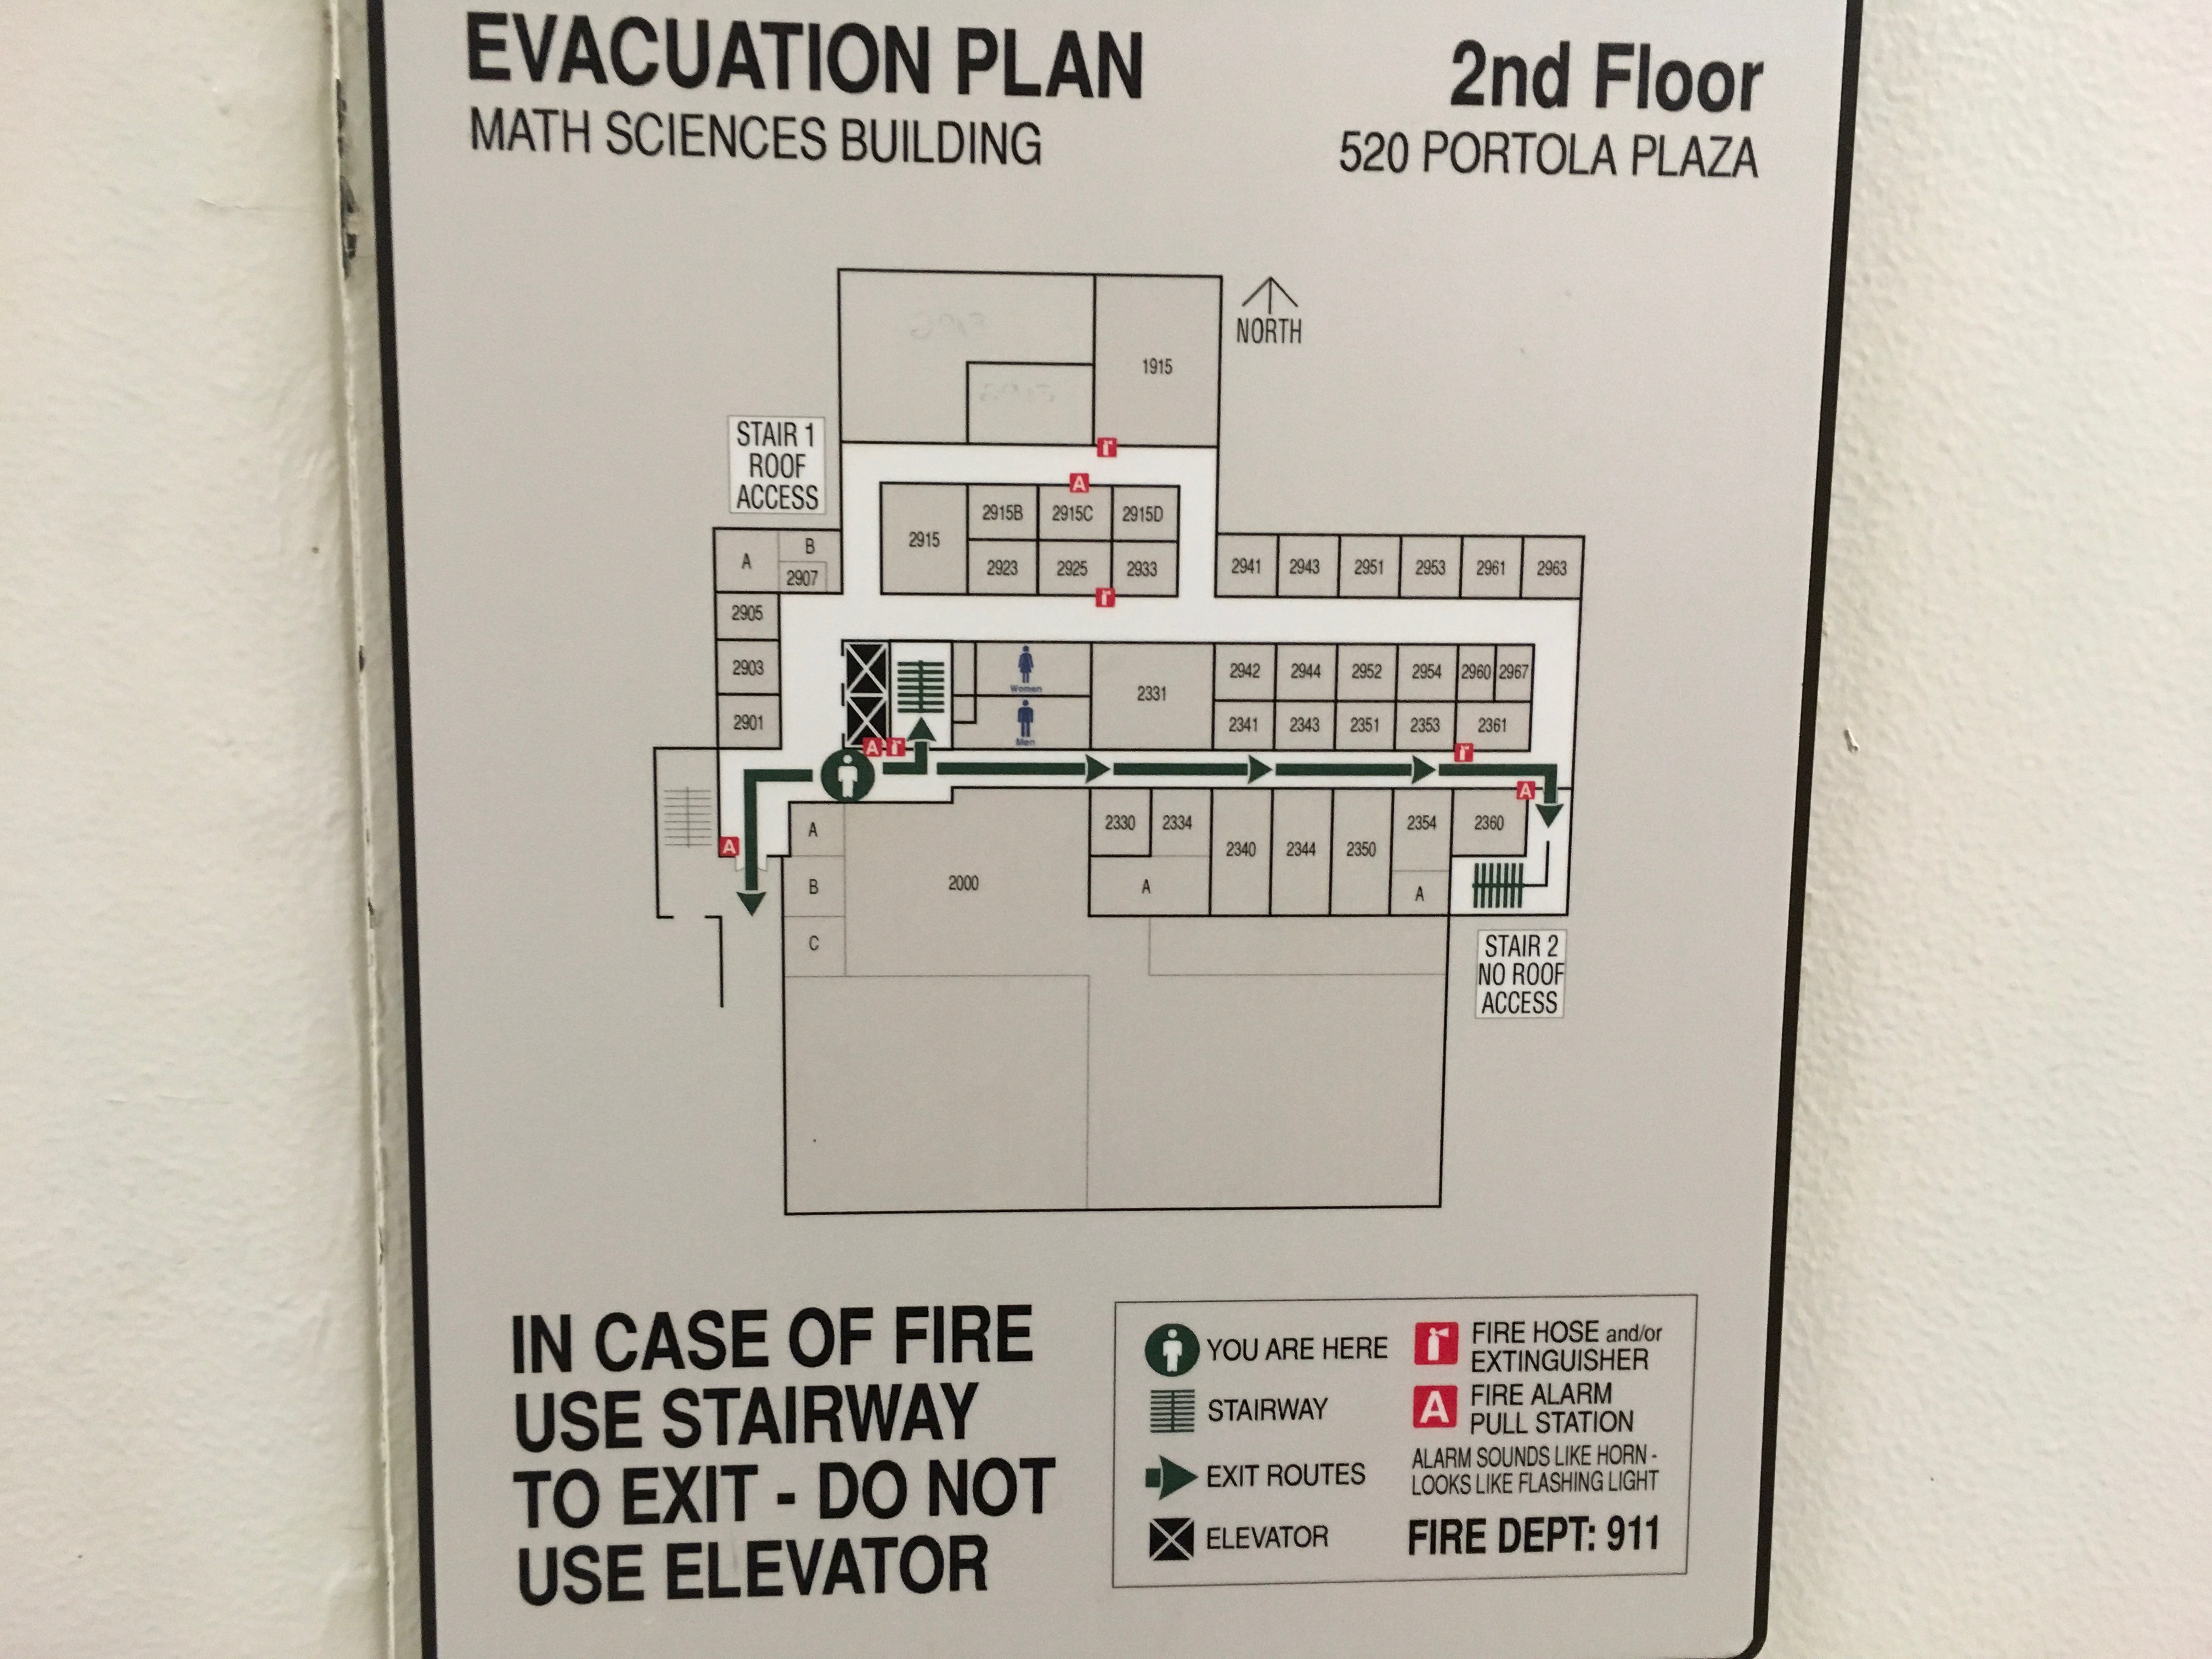 EVACUATION PLAN
MATH SCIENCES BUILDING
2nd Floor
520 PORTOLA PLAZA
NORTH
1915
STAIR 1
ROOF
ACCESS
2915
2915B
2915C
2915D
2923
2925
2933
A
B
2907
2905
2903
2901
2941
2943
2951
2953
2961
2963
A
A
Women
Men
2331
2942
2944
2952
2954
2960
2967
2341
2343
2351
2353
2361
A
A
A
B
C
2000
2330
2334
A
2340
2344
2350
2354
A
2360
STAIR 2
NO ROOF
ACCESS
IN CASE OF FIRE
USE STAIRWAY
TO EXIT - DO NOT
USE ELEVATOR
YOU ARE HERE
STAIRWAY
EXIT ROUTES
ELEVATOR
FIRE HOSE and/or
EXTINGUISHER
A
FIRE ALARM
PULL STATION
ALARM SOUNDS LIKE HORN -
LOOKS LIKE FLASHING LIGHT
FIRE DEPT: 911